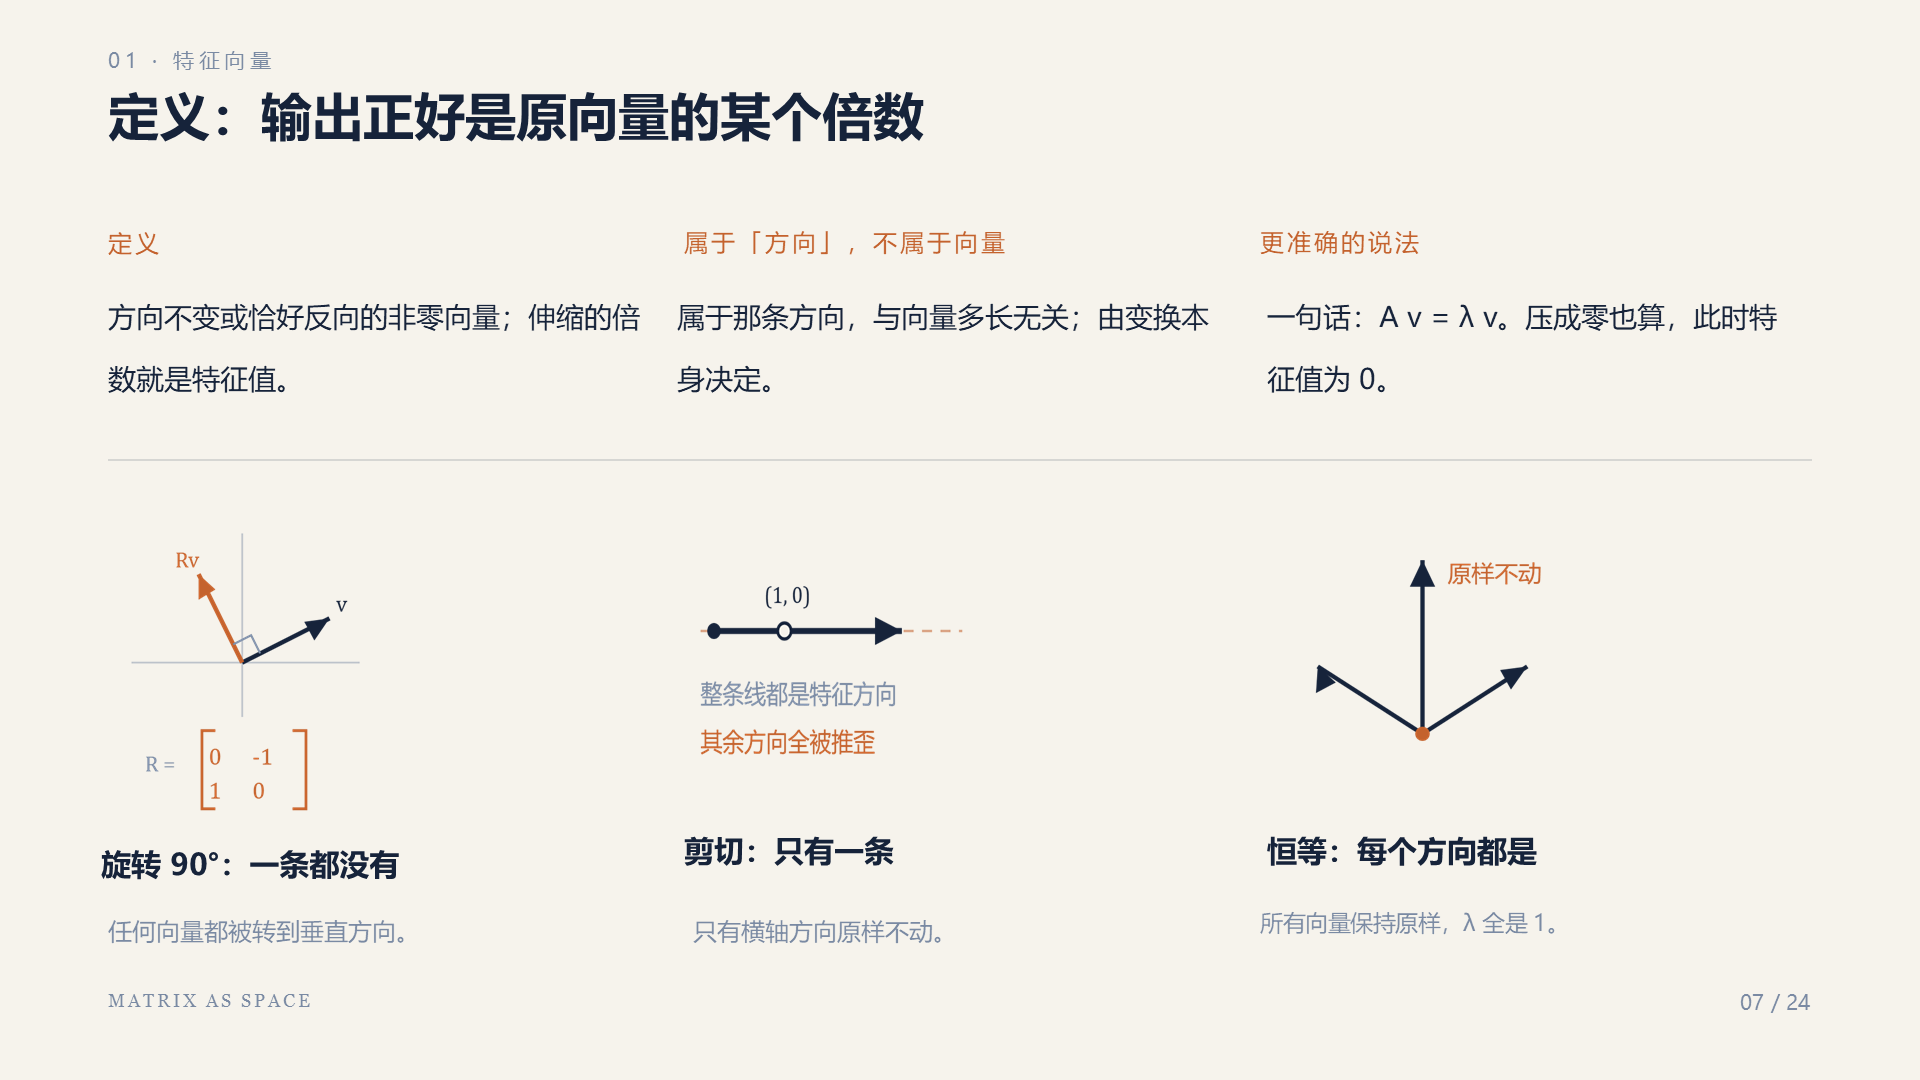 01 · 特征向量
定义：输出正好是原向量的某个倍数
定义
方向不变或恰好反向的非零向量；伸缩的倍
数就是特征值。
属于「方向」，不属于向量
属于那条方向，与向量多长无关；由变换本
身决定。
更准确的说法
一句话：A v = λ v。压成零也算，此时特
征值为 0。
Rv
v
R =
0 -1
1 0
旋转 90°：一条都没有
任何向量都被转到垂直方向。
(1, 0)
整条线都是特征方向
其余方向全被推歪
剪切：只有一条
只有横轴方向原样不动。
原样不动
恒等：每个方向都是
所有向量保持原样，λ 全是 1。
MATRIX AS SPACE
07 / 24